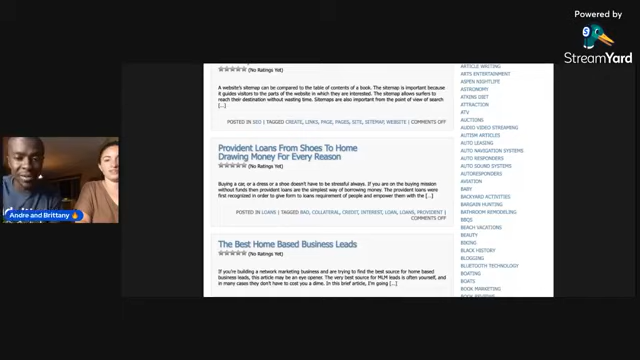 Powered by
StreamYard
(No Ratings Yet)
A website's sitemap can be compared to the table of contents of a book. The sitemap is important because
it guides visitors to the parts of the website in which they are interested. The sitemap allows surfers to
reach their destination without wasting time. Sitemaps are also important from the point of view of search
[...]
POSTED IN SEO | TAGGED CREATE, LINKS, PAGE, PAGES, SITE, SITEMAP, WEBSITE | COMMENTS OFF
Provident Loans From Shoes To Home
Drawing Money For Every Reason
(No Ratings Yet)
Buying a car, or a dress or a shoe doesn't have to be stressful always. If you are on the buying mission
without funds then provident loans are the simplest way of borrowing money. The provident loans were
first recognized in order to give form to loans requirements of people and empower them with the [...]
POSTED IN LOANS | TAGGED BAD, COLLATERAL, CREDIT, INTEREST, LOAN, LOANS, PROVIDENT |
COMMENTS OFF
The Best Home Based Business Leads
(No Ratings Yet)
If you're building a network marketing business and are trying to find the best source for home based
business leads, this article may be an eye opener. The very best source for MLM leads is often yourself, and
in many cases they don't have to cost you a dime. In this brief article, I'm going [...]
ARTICLE WRITING
ARTS ENTERTAINMENT
ASPEN NIGHTLIFE
ASTRONOMY
ATKINS DIET
ATTRACTION
ATV
AUCTIONS
AUDIO VIDEO STREAMING
AUTISM ARTICLES
AUTO LEASING
AUTO NAVIGATION SYSTEMS
AUTO RESPONDERS
AUTO SOUND SYSTEMS
AUTORESPONDERS
AVIATION
BABY
BACKYARD ACTIVITIES
BARGAIN HUNTING
BATHROOM REMODELING
BBQS
BEACH VACATIONS
BEAUTY
BIKING
BLACK HISTORY
BLOGGING
BLUETOOTH TECHNOLOGY
BOATING
BOATS
BOOK MARKETING
BOOK REVIEWS
Andre and Brittany